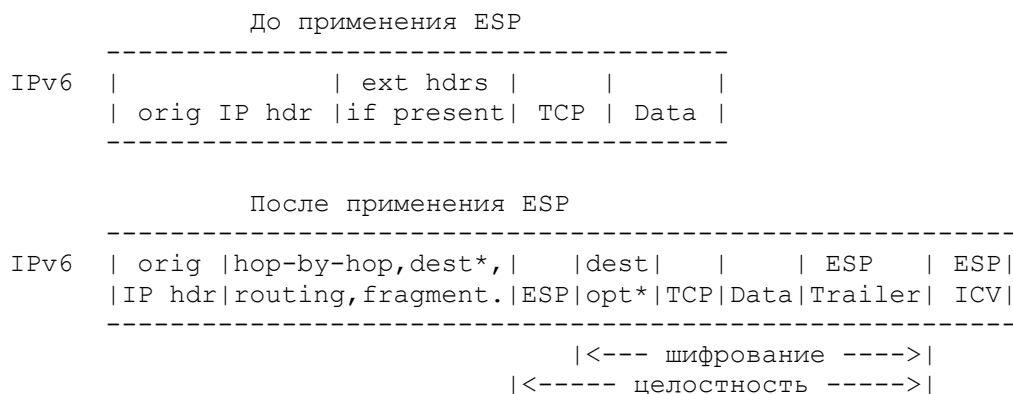 До применения ESP
-----------------------------------------
IPv6 | | ext hdrs | | |
| orig IP hdr |if present| TCP | Data |
-----------------------------------------
После применения ESP
---------------------------------------------------------
IPv6 | orig |hop-by-hop,dest*,| |dest| | | ESP | ESP|
|IP hdr|routing,fragment.|ESP|opt*|TCP|Data|Trailer| ICV|
---------------------------------------------------------
|<--- шифрование ---->|
|<----- целостность ----->|